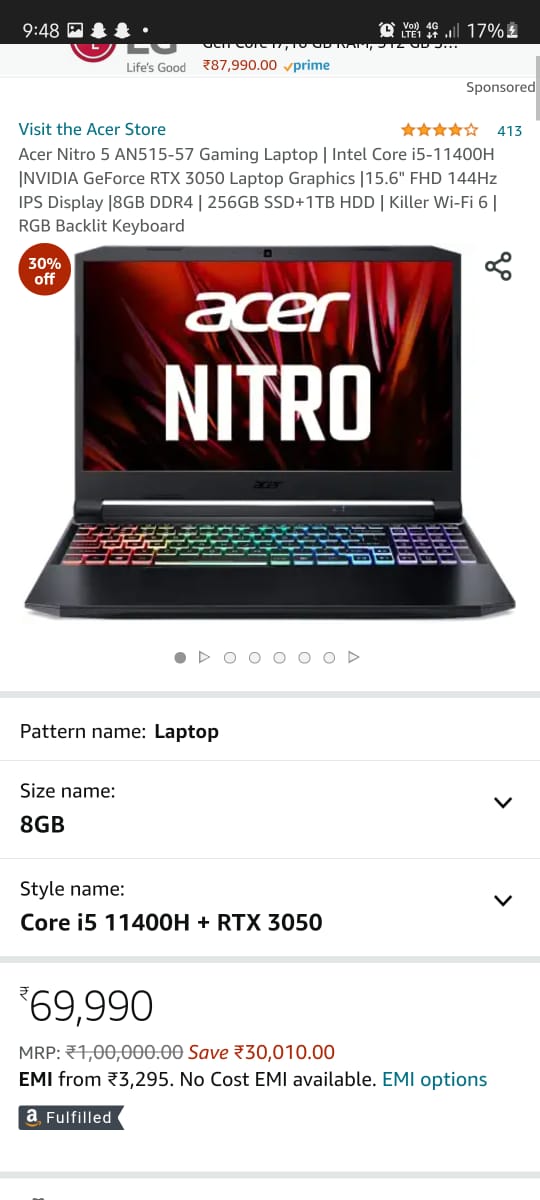 9:48
Vo)) 4G
LTE1
17%
Life's Good
₹87,990.00 prime
Sponsored
Visit the Acer Store
413
Acer Nitro 5 AN515-57 Gaming Laptop | Intel Core i5-11400H
|NVIDIA GeForce RTX 3050 Laptop Graphics |15.6" FHD 144Hz
IPS Display |8GB DDR4 | 256GB SSD+1TB HDD | Killer Wi-Fi 6 |
RGB Backlit Keyboard
30%
off
acer
NITRO
acer
Pattern name: Laptop
Size name:
8GB
Style name:
Core i5 11400H + RTX 3050
₹69,990
MRP: ₹1,00,000.00 Save ₹30,010.00
EMI from ₹3,295. No Cost EMI available. EMI options
a Fulfilled